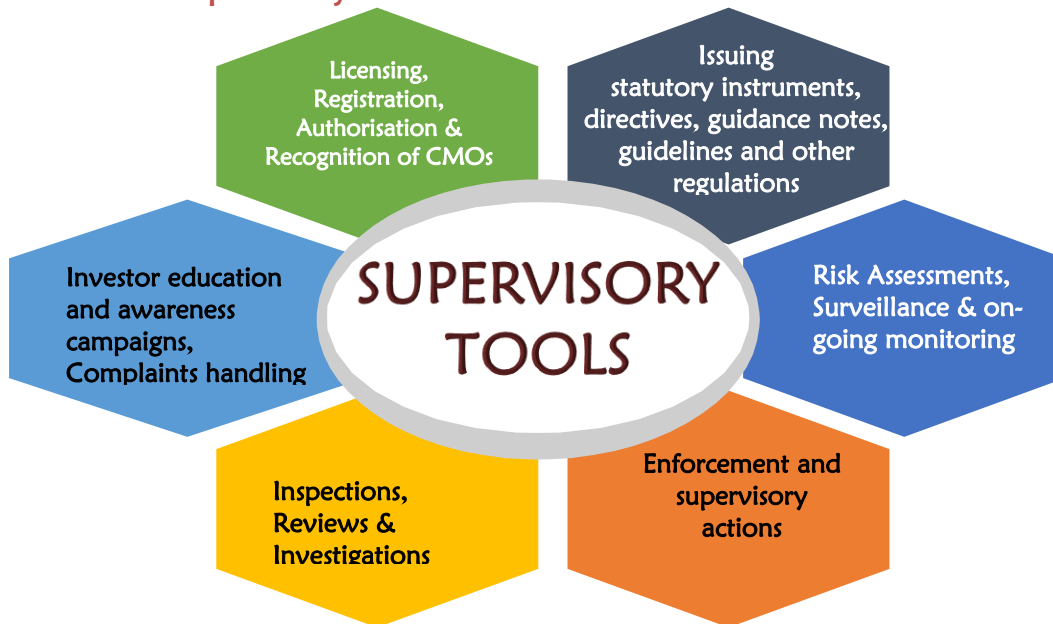 Licensing,
Registration,
Authorisation &
Recognition of CMOs
Issuing
statutory instruments,
directives, guidance notes,
guidelines and other
regulations
Investor education
and awareness
campaigns,
Complaints handling
SUPERVISORY
TOOLS
Risk Assessments,
Surveillance & on-
going monitoring
Inspections,
Reviews &
Investigations
Enforcement and
supervisory
actions